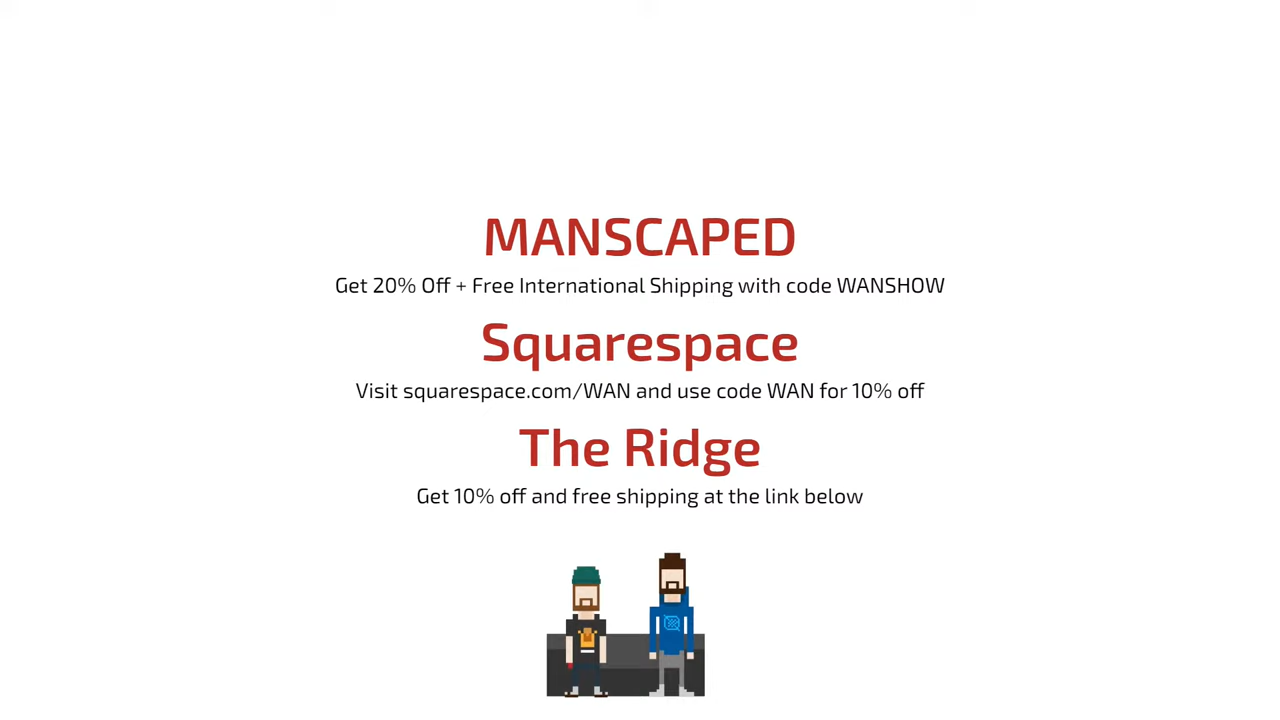 MANSCAPED
Get 20% Off + Free International Shipping with code WANSHOW
Squarespace
Visit squarespace.com/WAN and use code WAN for 10% off
The Ridge
Get 10% off and free shipping at the link below